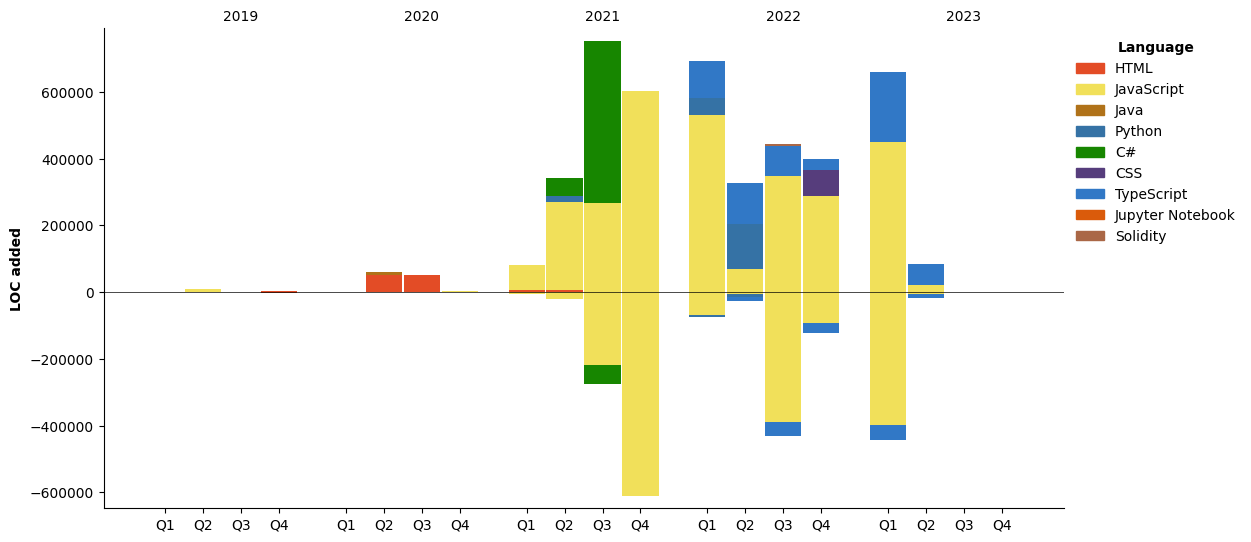 2019 2020 2021 2022 2023
Language
HTML
JavaScript
Java
Python
C#
CSS
TypeScript
Jupyter Notebook
Solidity
LOC added
600000
400000
200000
0
−200000
−400000
−600000
Q1 Q2 Q3 Q4 Q1 Q2 Q3 Q4 Q1 Q2 Q3 Q4 Q1 Q2 Q3 Q4 Q1 Q2 Q3 Q4